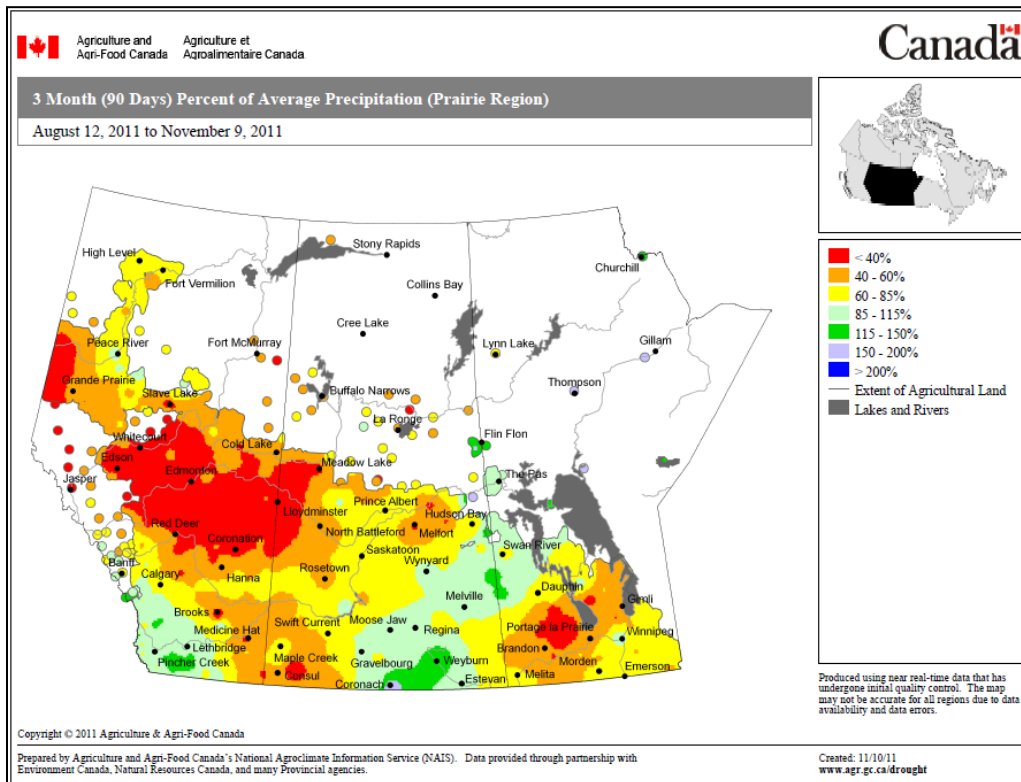 Agriculture and Agri-Food Canada
Agriculture et Agroalimentaire Canada
Canada
3 Month (90 Days) Percent of Average Precipitation (Prairie Region)
August 12, 2011 to November 9, 2011
High Level
Fort Vermilion
Stony Rapids
Churchill
Collins Bay
Cree Lake
Peace River
Fort McMurray
Lynn Lake
Gillam
Grande Prairie
Slave Lake
Buffalo Narrows
Thompson
La Ronge
Whitecourt
Cold Lake
Flin Flon
Edson
Meadow Lake
Jasper
Edmonton
The Pas
Lloydminster
Prince Albert
Hudson Bay
Red Deer
North Battleford
Melfort
Coronation
Saskatoon
Swan River
Banff
Hanna
Rosetown
Wynyard
Calgary
Dauphin
Melville
Gimli
Brooks
Medicine Hat
Swift Current
Moose Jaw
Regina
Portage la Prairie
Winnipeg
Lethbridge
Brandon
Pincher Creek
Maple Creek
Gravelbourg
Weyburn
Morden
Emerson
Consul
Coronach
Estevan
Melita
< 40%
40 - 60%
60 - 85%
85 - 115%
115 - 150%
150 - 200%
> 200%
Extent of Agricultural Land
Lakes and Rivers
Produced using near real-time data that has
undergone initial quality control. The map
may not be accurate for all regions due to data
availability and data errors.
Copyright © 2011 Agriculture & Agri-Food Canada
Prepared by Agriculture and Agri-Food Canada's National Agroclimate Information Service (NAIS). Data provided through partnership with
Environment Canada, Natural Resources Canada, and many Provincial agencies.
Created: 11/10/11
www.agr.gc.ca/drought